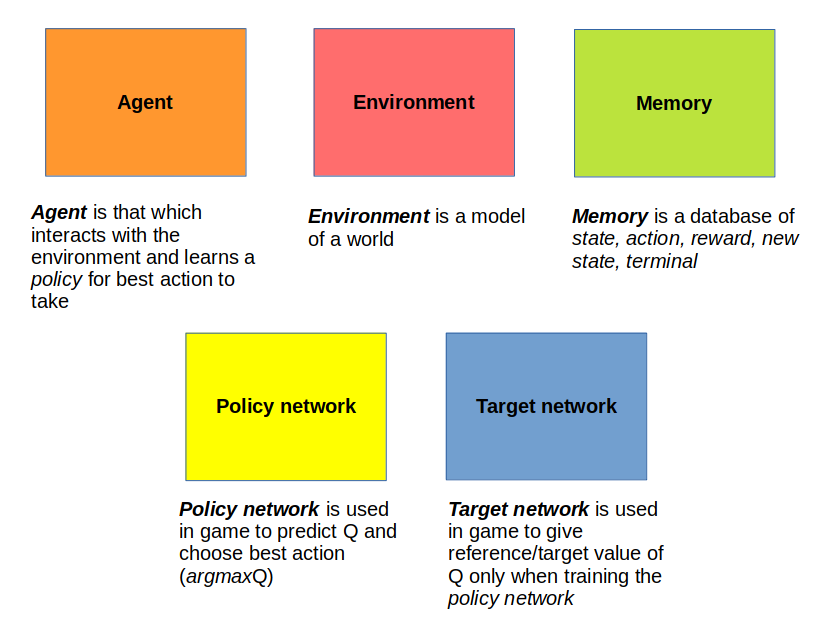 Agent
Environment
Memory
Agent is that which
interacts with the
environment and learns a
policy for best action to
take
Environment is a model
of a world
Memory is a database of
state, action, reward, new
state, terminal
Policy network
Target network
Policy network is used
in game to predict Q and
choose best action
(argmaxQ)
Target network is used
in game to give
reference/target value of
Q only when training the
policy network